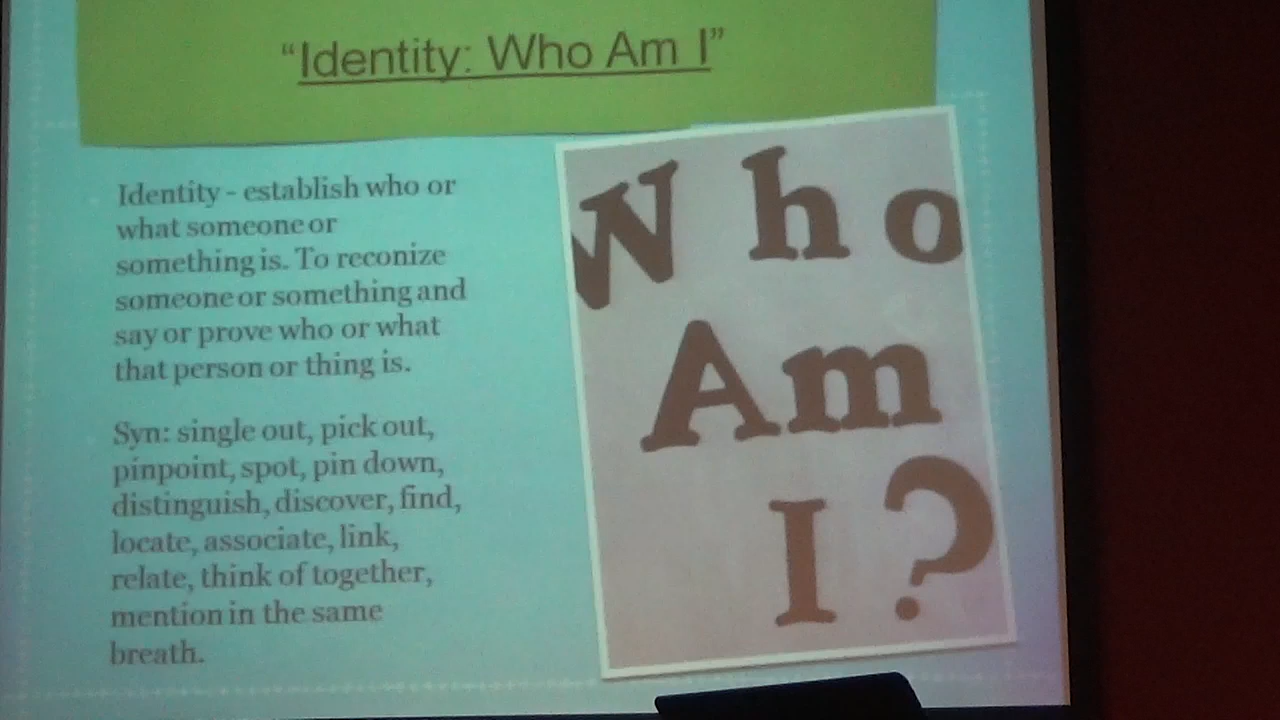 “Identity: Who Am I”
Identity - establish who or
what someone or
something is. To reconize
someone or something and
say or prove who or what
that person or thing is.
Syn: single out, pick out,
pinpoint, spot, pin down,
distinguish, discover, find,
locate, associate, link,
relate, think of together,
mention in the same
breath.
Who
Am
I?